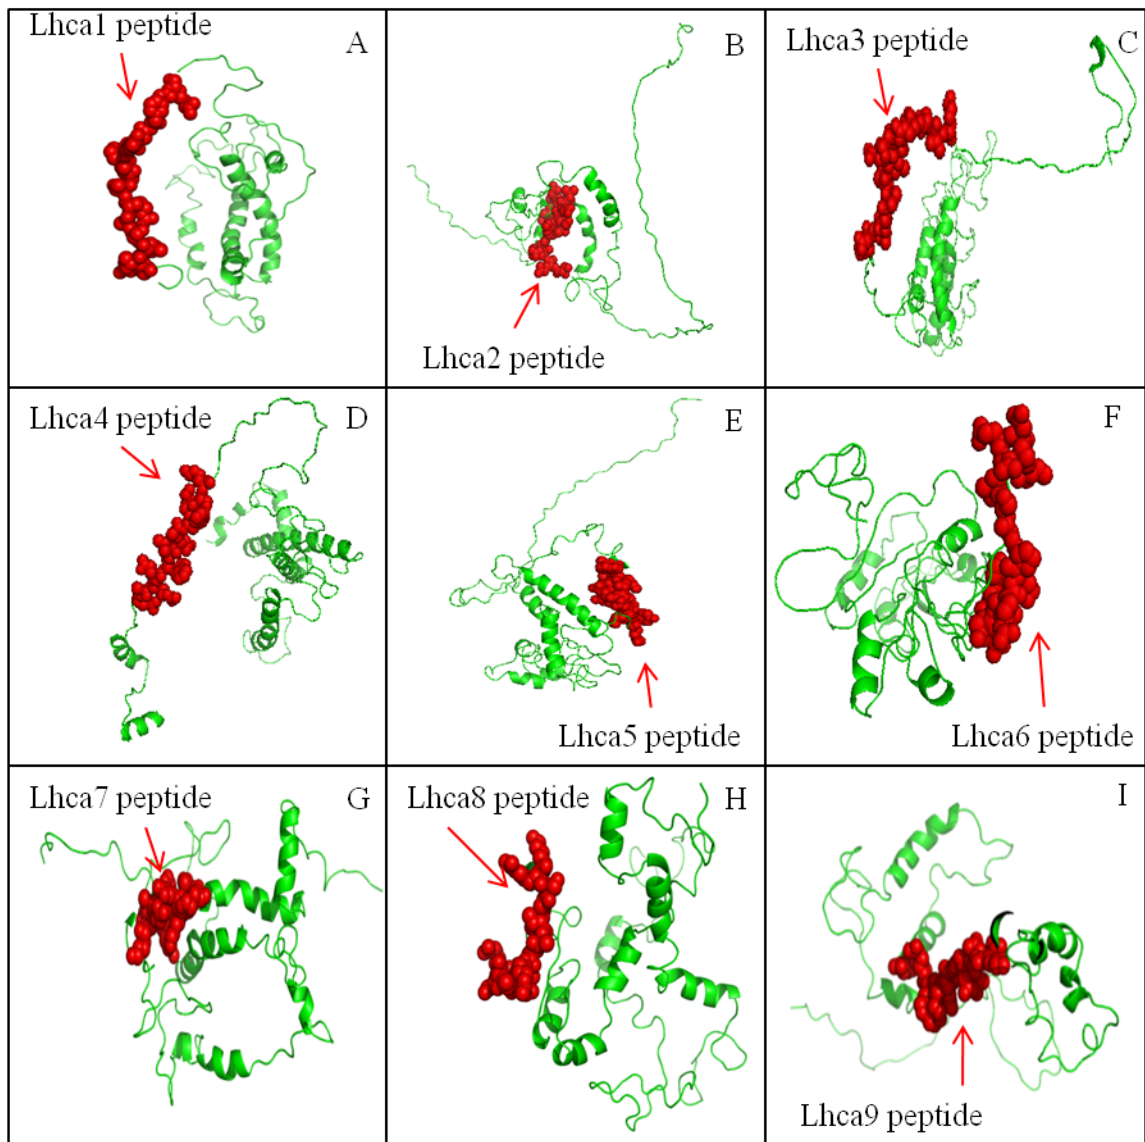 Lhca1 peptide
A
B
Lhca2 peptide
Lhca3 peptide
C
Lhca4 peptide
D
E
Lhca5 peptide
F
Lhca6 peptide
Lhca7 peptide
G
Lhca8 peptide
H
I
Lhca9 peptide